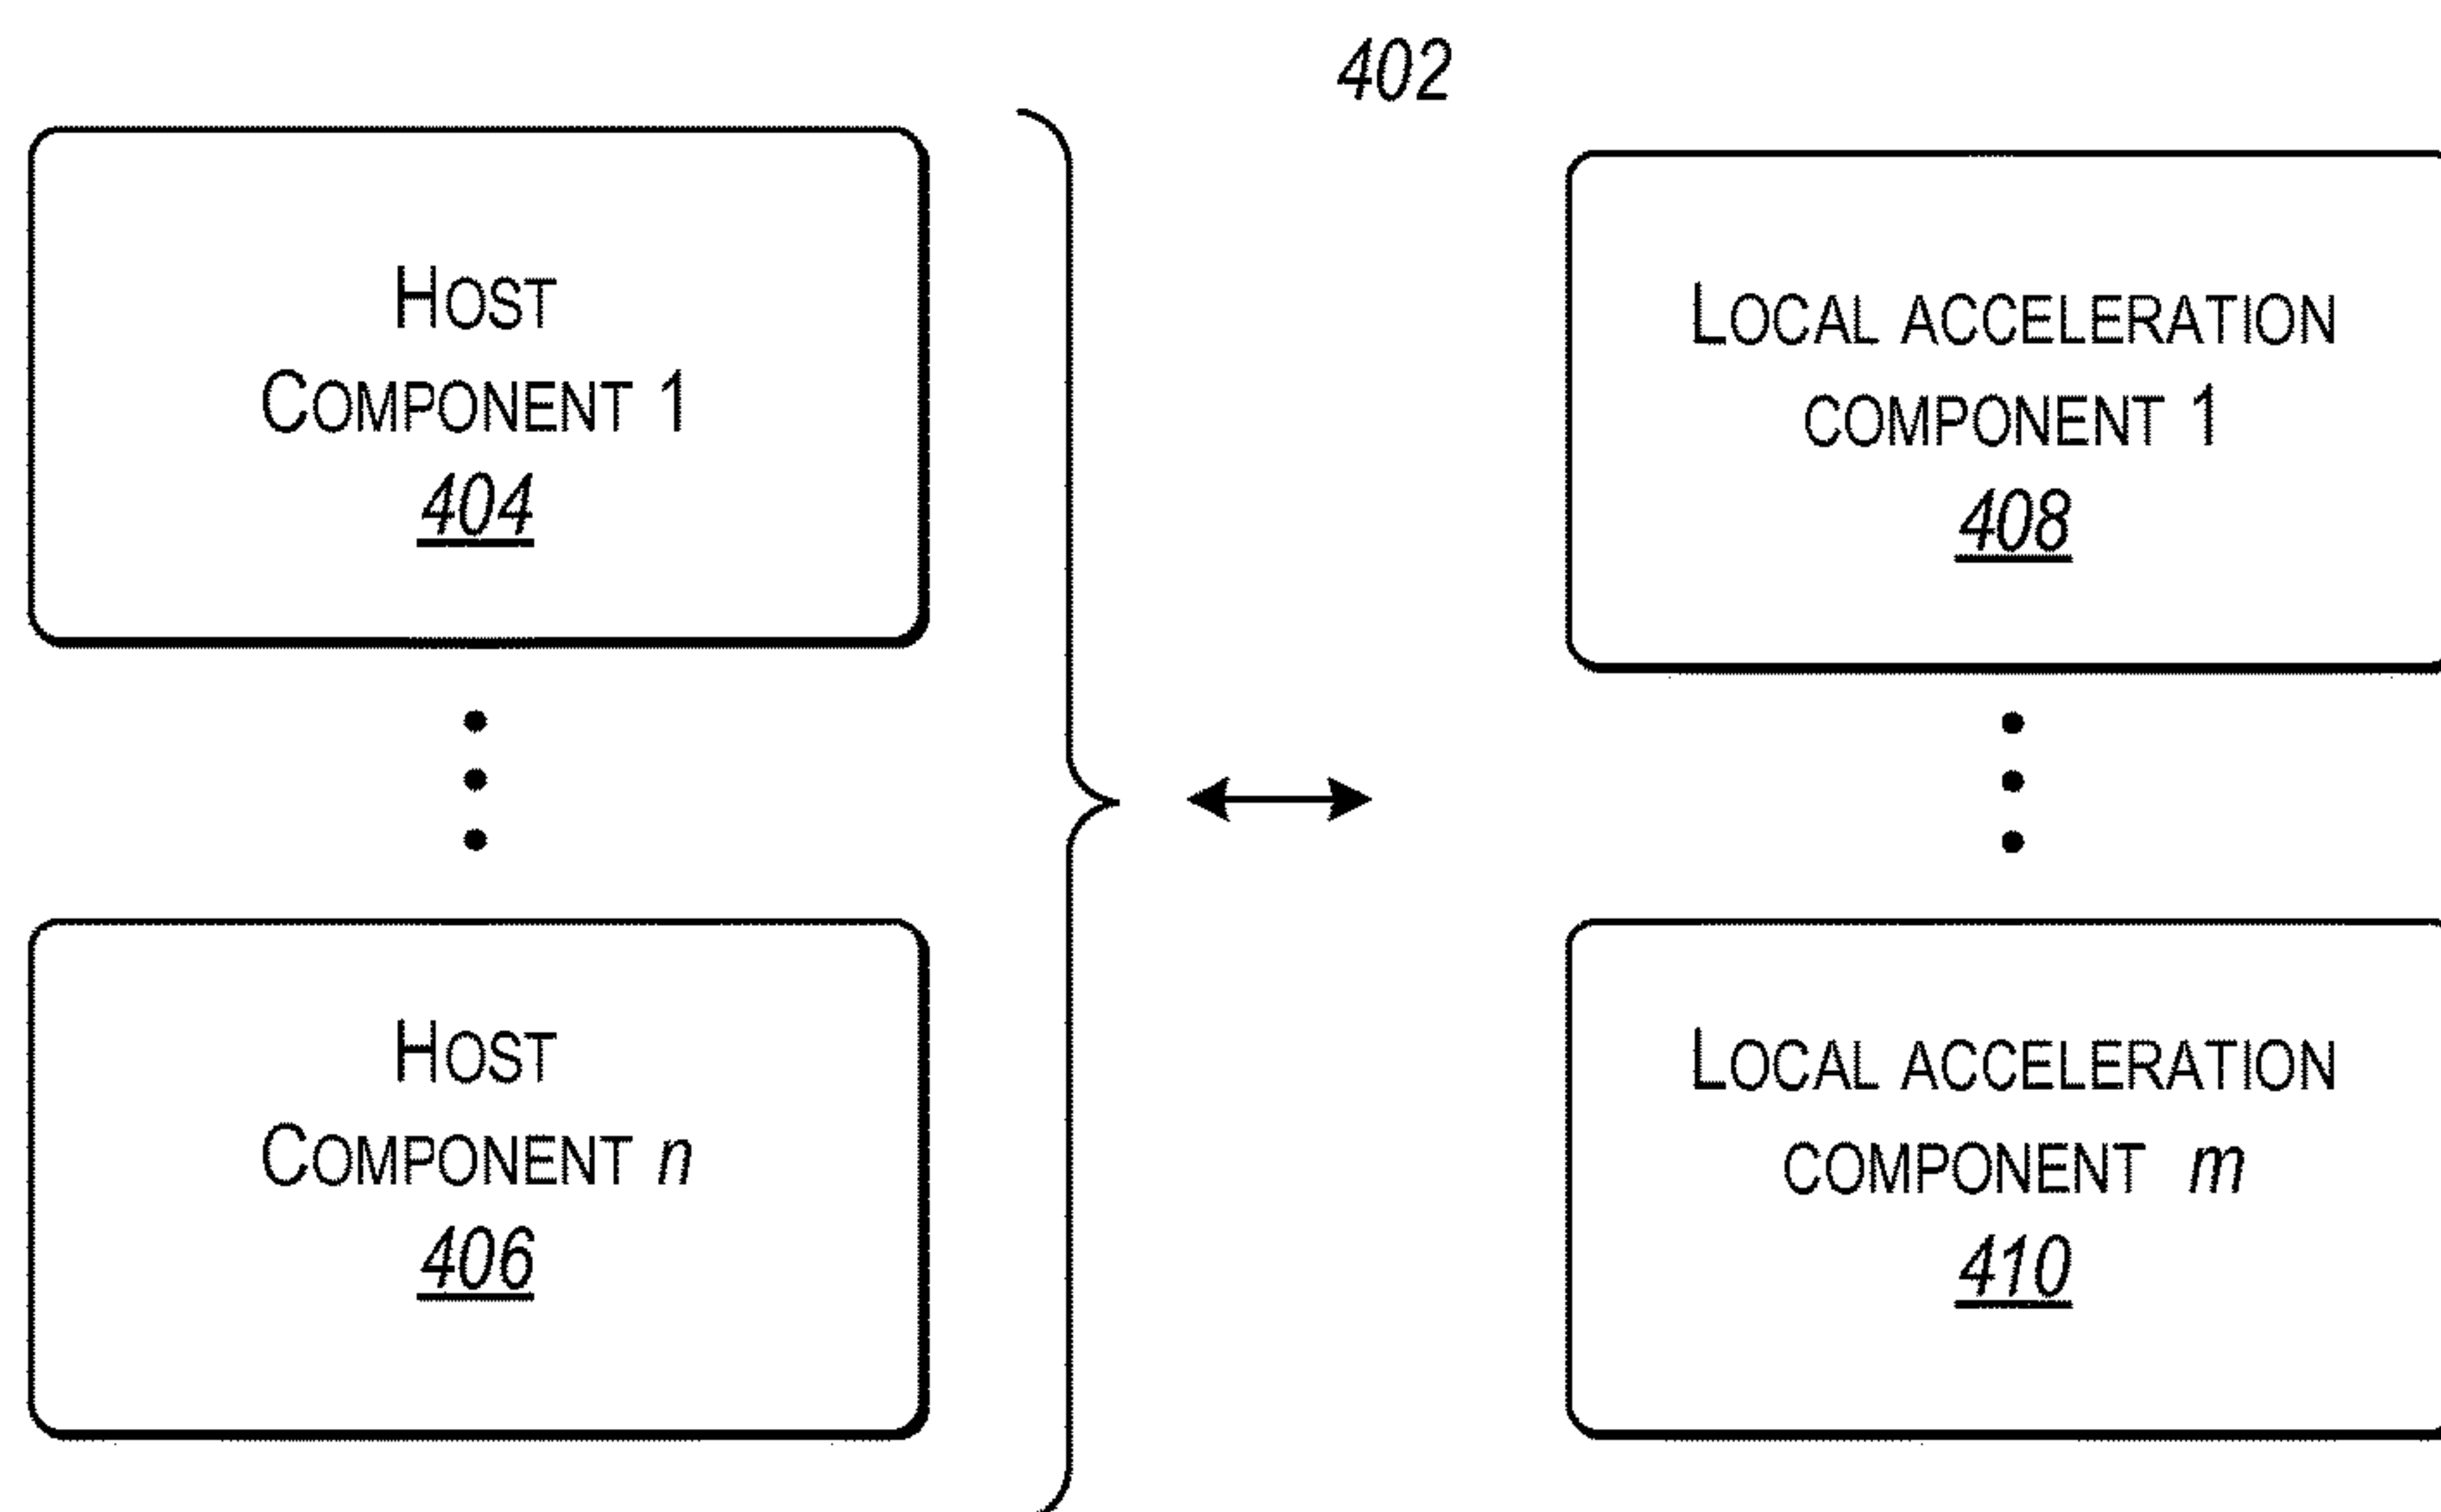 402
HOST
COMPONENT 1
404
LOCAL ACCELERATION
COMPONENT 1
408
HOST
COMPONENT n
406
LOCAL ACCELERATION
COMPONENT m
410